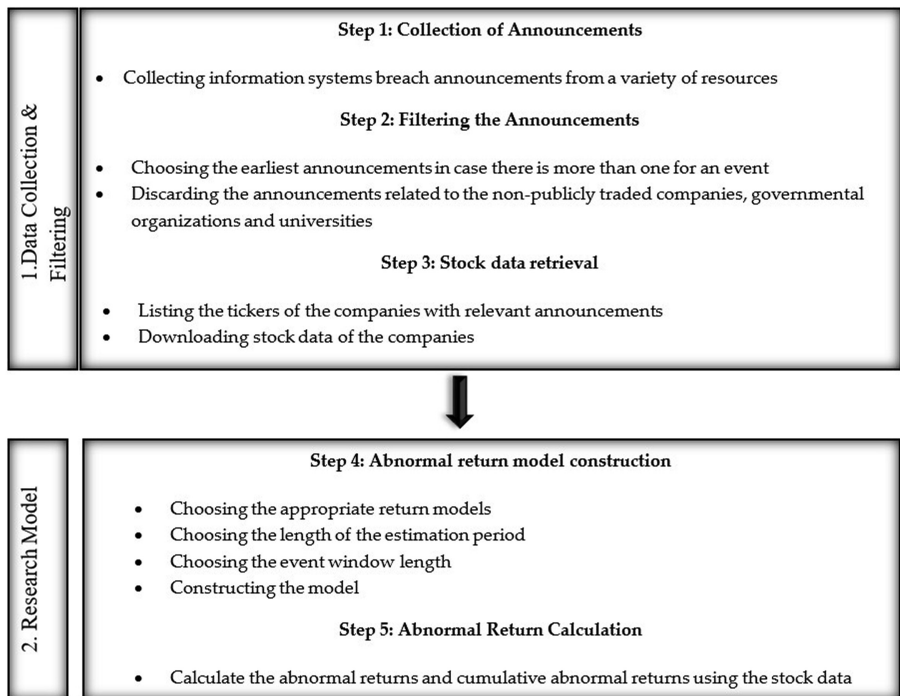 1.Data Collection &
Filtering
Step 1: Collection of Announcements
• Collecting information systems breach announcements from a variety of resources
Step 2: Filtering the Announcements
• Choosing the earliest announcements in case there is more than one for an event
• Discarding the announcements related to the non-publicly traded companies, governmental
organizations and universities
Step 3: Stock data retrieval
• Listing the tickers of the companies with relevant announcements
• Downloading stock data of the companies
2. Research Model
Step 4: Abnormal return model construction
• Choosing the appropriate return models
• Choosing the length of the estimation period
• Choosing the event window length
• Constructing the model
Step 5: Abnormal Return Calculation
• Calculate the abnormal returns and cumulative abnormal returns using the stock data